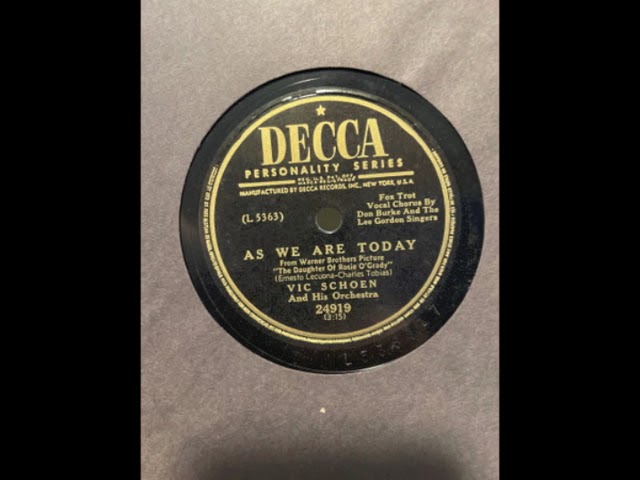 DECCA
PERSONALITY SERIES
MANUFACTURED BY DECCA RECORDS, INC., NEW YORK, U.S.A.
(L 5363)
Fox Trot
Vocal Chorus By
Don Burke And The
Les Gordon Singers
AS WE ARE TODAY
From Warner Brothers Picture
"The Daughter Of Rosie O'Grady"
(Ernesto Lecuona-Charles Tobias)
VIC SCHOEN
And His Orchestra
24919
(3:15)